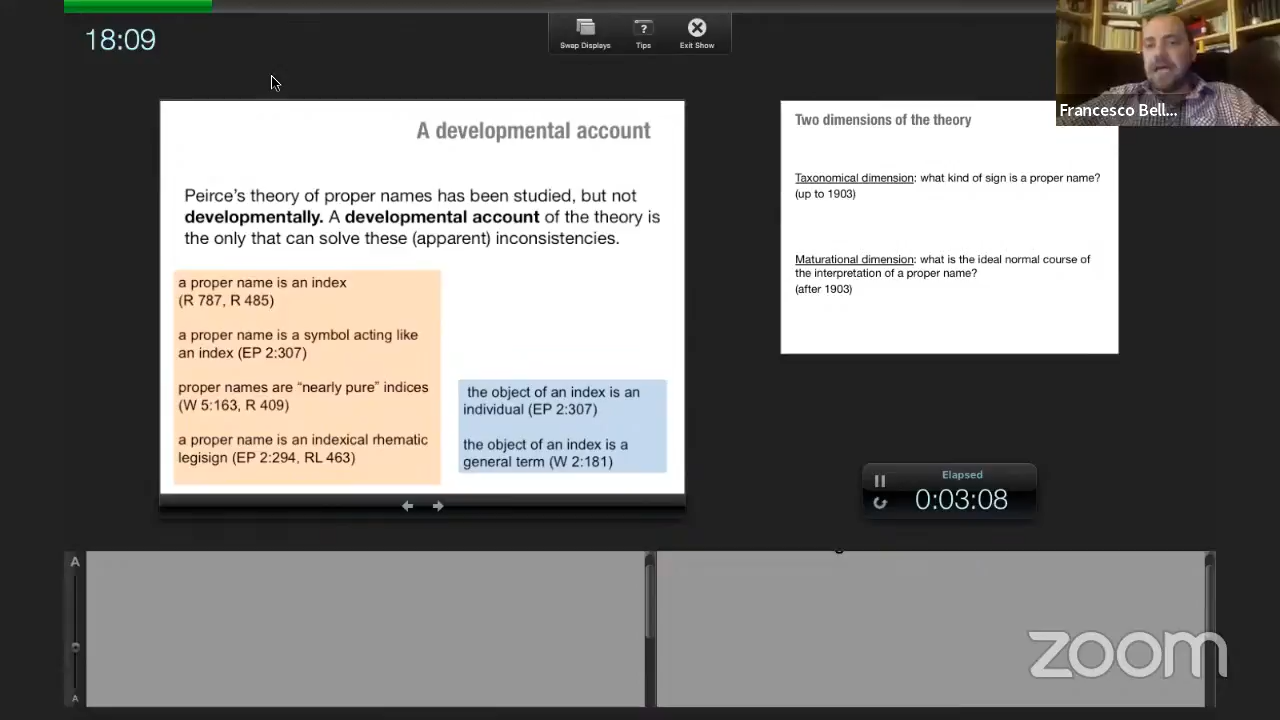 18:09
Swap Displays
Tips
Exit Show
Francesco Bell...
A developmental account
Peirce's theory of proper names has been studied, but not
developmentally. A developmental account of the theory is
the only that can solve these (apparent) inconsistencies.
a proper name is an index
(R 787, R 485)
a proper name is a symbol acting like
an index (EP 2:307)
proper names are “nearly pure” indices
(W 5:163, R 409)
a proper name is an indexical rhematic
legisign (EP 2:294, RL 463)
the object of an index is an
individual (EP 2:307)
the object of an index is a
general term (W 2:181)
Two dimensions of the theory
Taxonomical dimension: what kind of sign is a proper name?
(up to 1903)
Maturational dimension: what is the ideal normal course of
the interpretation of a proper name?
(after 1903)
Elapsed
0:03:08
A
A
zoom